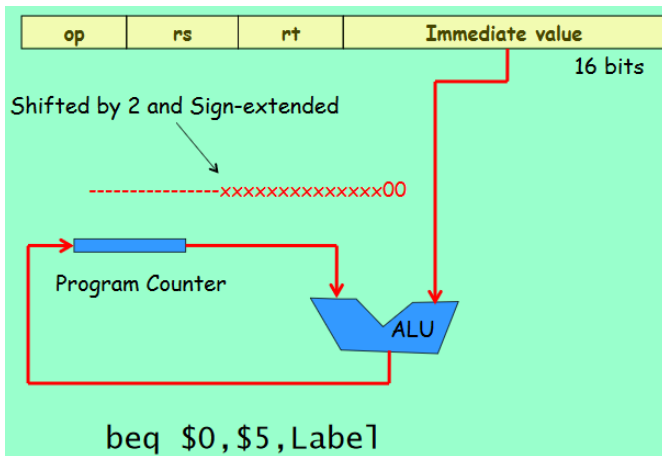 op rs rt Immediate value
16 bits
Shifted by 2 and Sign-extended
---------------xxxxxxxxxxxxxx00
Program Counter
ALU
beq $0,$5,Label